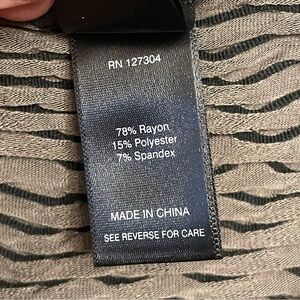 RN 127304
78% Rayon
15% Polyester
7% Spandex
MADE IN CHINA
SEE REVERSE FOR CARE